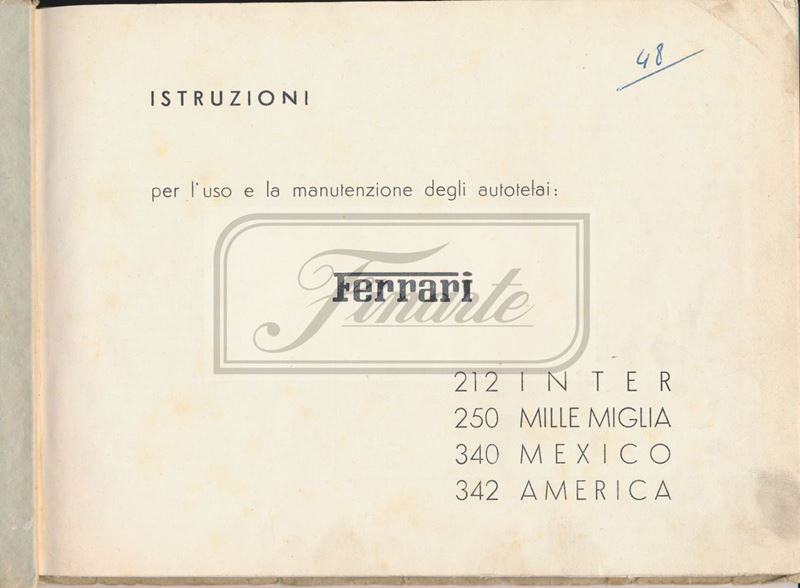 48
ISTRUZIONI
per l'uso e la manutenzione degli autotelai:
Ferrari
Finarte
212 INTER
250 MILLE MIGLIA
340 MEXICO
342 AMERICA